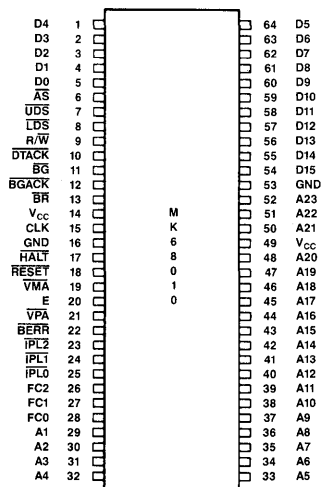 D4 1 64 D5
D3 2 63 D6
D2 3 62 D7
D1 4 61 D8
D0 5 60 D9
AS 6 59 D10
UDS 7 58 D11
LDS 8 57 D12
R/W 9 56 D13
DTACK 10 55 D14
BG 11 54 D15
BGACK 12 53 GND
BR 13 52 A23
VCC 14 M 51 A22
CLK 15 K 50 A21
GND 16 6 49 VCC
HALT 17 8 48 A20
RESET 18 0 47 A19
VMA 19 1 46 A18
E 20 0 45 A17
VPA 21 44 A16
BERR 22 43 A15
IPL2 23 42 A14
IPL1 24 41 A13
IPL0 25 40 A12
FC2 26 39 A11
FC1 27 38 A10
FC0 28 37 A9
A1 29 36 A8
A2 30 35 A7
A3 31 34 A6
A4 32 33 A5